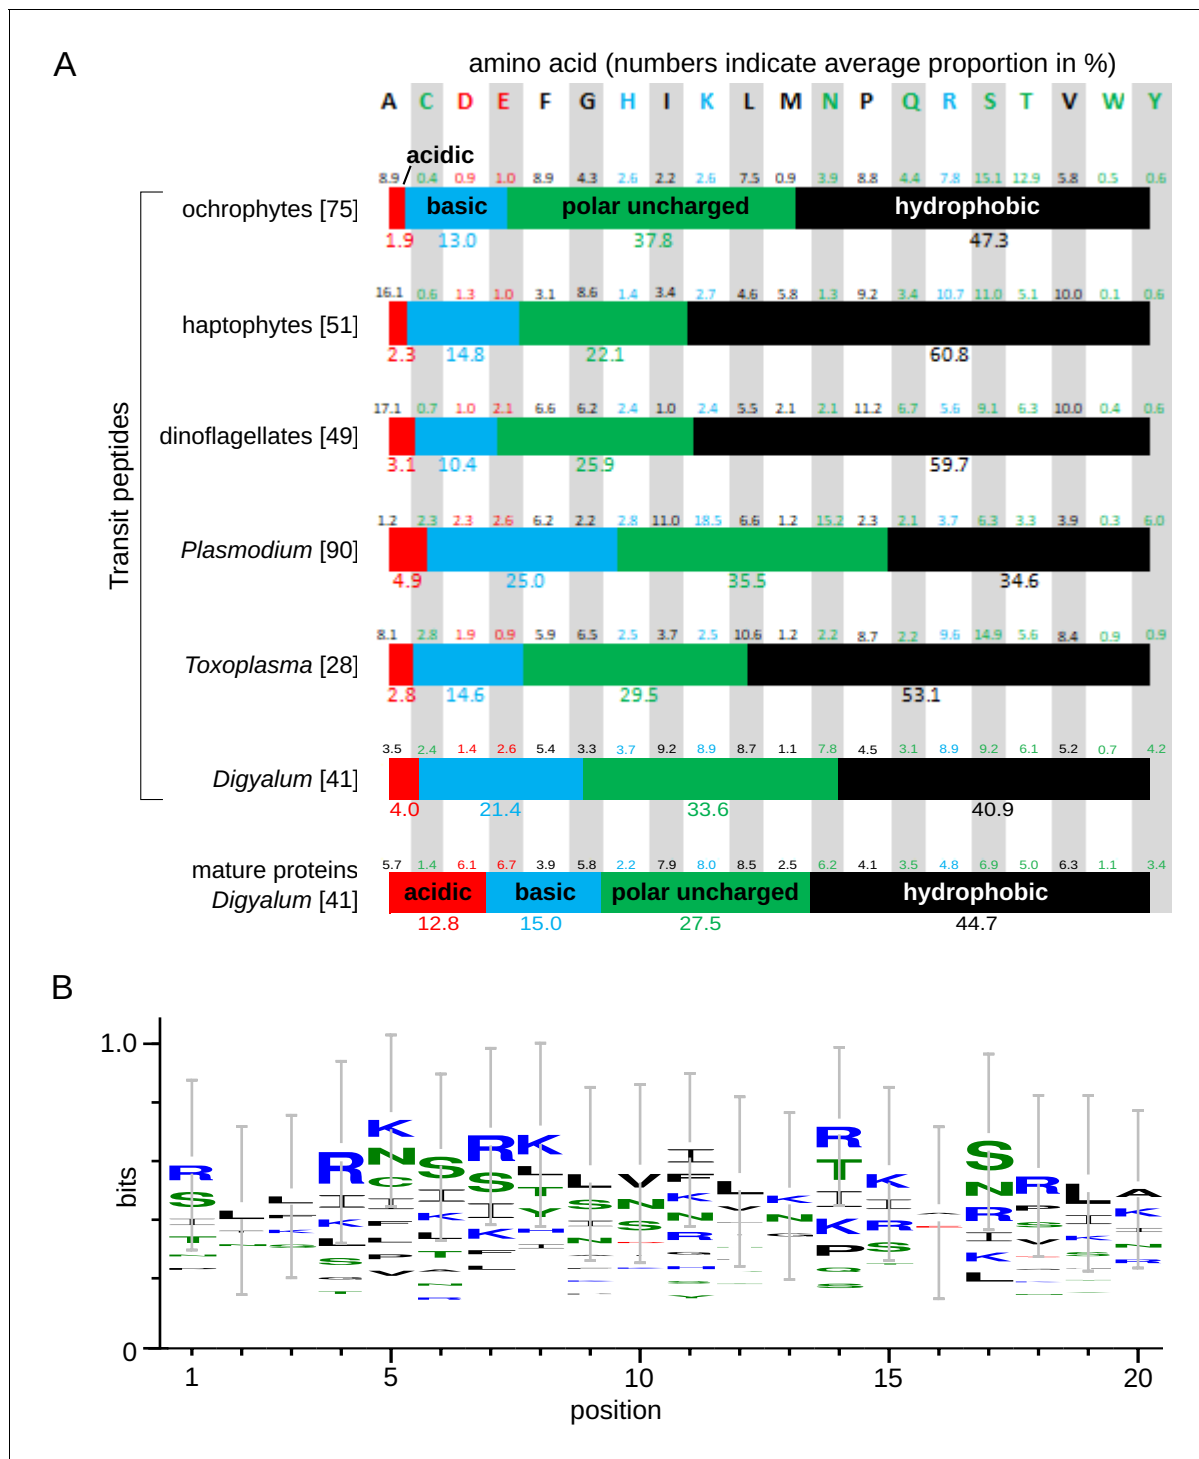 A
amino acid (numbers indicate average proportion in %)
A C D E F G H I K L M N P Q R S T V W Y
acidic
8.9 0.4 0.9 1.0 8.9 4.3 2.6 2.2 2.6 7.5 0.9 3.9 8.8 4.4 7.8 15.1 12.9 5.8 0.5 0.6
ochrophytes [75] basic polar uncharged hydrophobic
1.9 13.0 37.8 47.3
16.1 0.6 1.3 1.0 3.1 8.6 1.4 3.4 2.7 4.6 5.8 1.3 9.2 3.4 10.7 11.0 5.1 10.0 0.1 0.6
haptophytes [51]
2.3 14.8 22.1 60.8
17.1 0.7 1.0 2.1 6.6 6.2 2.4 1.0 2.4 5.5 2.1 2.1 11.2 6.7 5.6 9.1 6.3 10.0 0.4 0.6
dinoflagellates [49]
3.1 10.4 25.9 59.7
Transit peptides
1.2 2.3 2.3 2.6 6.2 2.2 2.8 11.0 18.5 6.6 1.2 15.2 2.3 2.1 3.7 6.3 3.3 3.9 0.3 6.0
Plasmodium [90]
4.9 25.0 35.5 34.6
8.1 2.8 1.9 0.9 5.9 6.5 2.5 3.7 2.5 10.6 1.2 2.2 8.7 2.2 9.6 14.9 5.6 8.4 0.9 0.9
Toxoplasma [28]
2.8 14.6 29.5 53.1
3.5 2.4 1.4 2.6 5.4 3.3 3.7 9.2 8.9 8.7 1.1 7.8 4.5 3.1 8.9 9.2 6.1 5.2 0.7 4.2
Digyalum [41]
4.0 21.4 33.6 40.9
5.7 1.4 6.1 6.7 3.9 5.8 2.2 7.9 8.0 8.5 2.5 6.2 4.1 3.5 4.8 6.9 5.0 6.3 1.1 3.4
mature proteins
Digyalum [41] acidic basic polar uncharged hydrophobic
12.8 15.0 27.5 44.7
B
1.0
bits
0
1 5 10 15 20
position